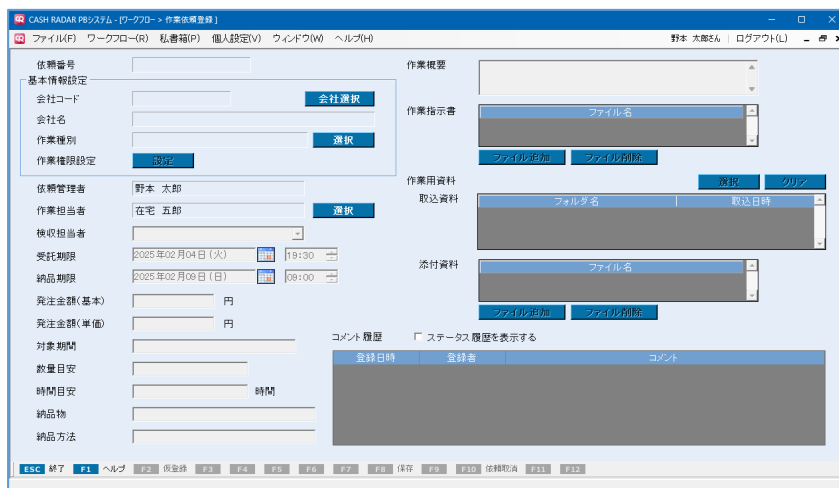 CASH RADAR PBシステム - [ワークフロー > 作業依頼登録 ]
ファイル(F) ワークフロー(R) 私書箱(P) 個人設定(V) ウィンドウ(W) ヘルプ(H) 野本 太郎さん ログアウト(L)
依頼番号
基本情報設定
会社コード 会社選択
会社名
作業種別 選択
作業権限設定 設定
依頼管理者 野本 太郎
作業担当者 在宅 五郎 選択
検収担当者
受託期限 2025年02月04日(火) 19:30
納品期限 2025年02月09日(日) 09:00
発注金額(基本) 円
発注金額(単価) 円
対象期間
数量目安
時間目安 時間
納品物
納品方法
作業概要
作業指示書 ファイル名
ファイル追加 ファイル削除
作業用資料 選択 クリア
取込資料 フォルダ名 取込日時
添付資料 ファイル名
ファイル追加 ファイル削除
コメント履歴 ステータス履歴を表示する
登録日時 登録者 コメント
ESC 終了 F1 ヘルプ F2 仮登録 F3 F4 F5 F6 F7 F8 保存 F9 F10 依頼取消 F11 F12